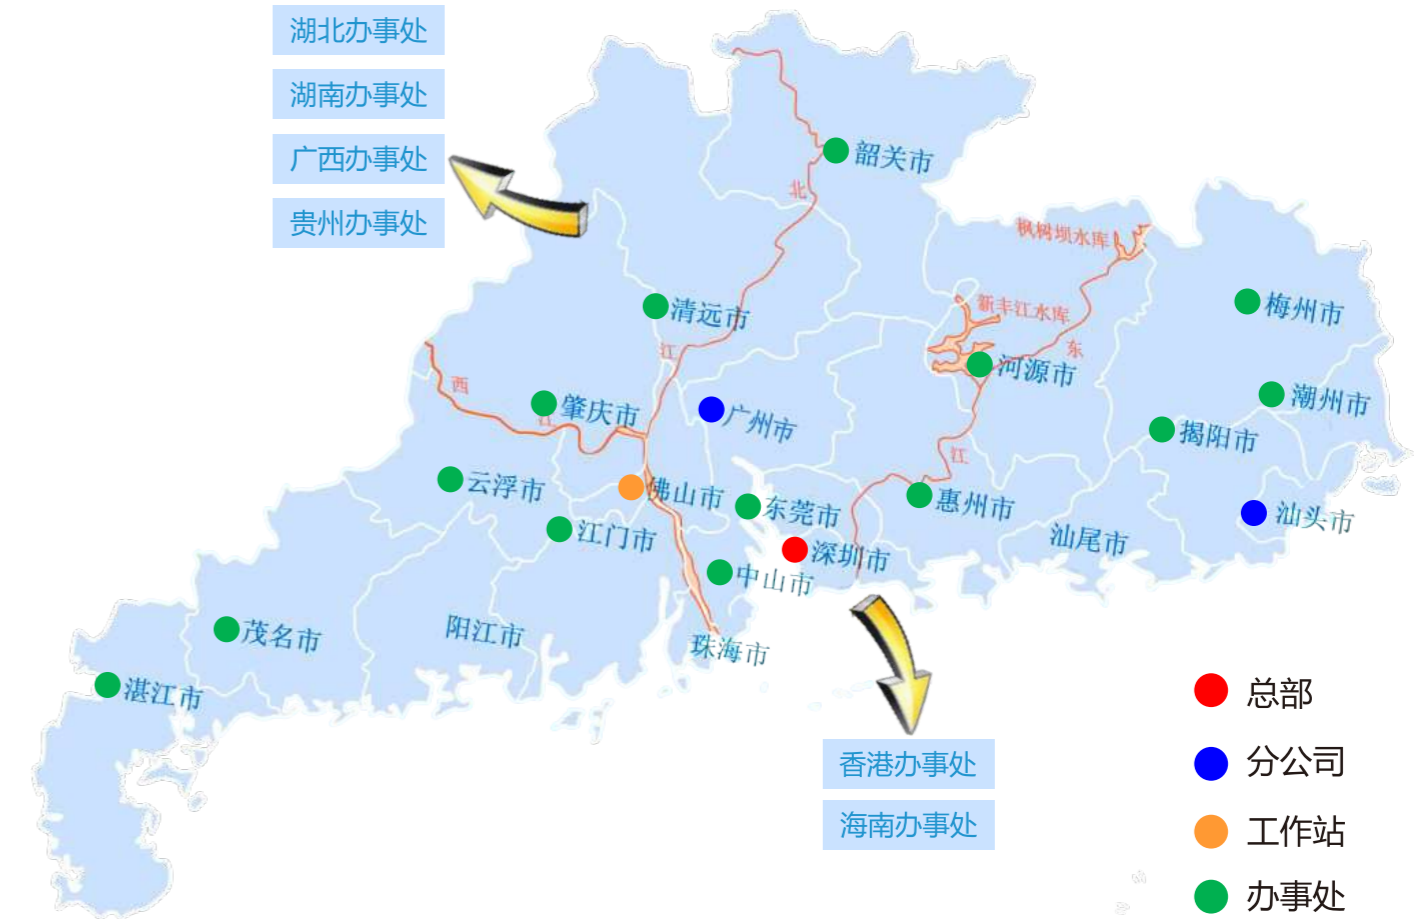 湖北办事处
湖南办事处
广西办事处
贵州办事处
韶关市
北
枫树坝水库
新丰江水库
梅州市
清远市
江
东
河源市
西
肇庆市
江
广州市
潮州市
揭阳市
江
云浮市
佛山市
东莞市
惠州市
汕头市
江门市
深圳市
汕尾市
中山市
茂名市
阳江市
珠海市
湛江市
香港办事处
海南办事处
总部
分公司
工作站
办事处